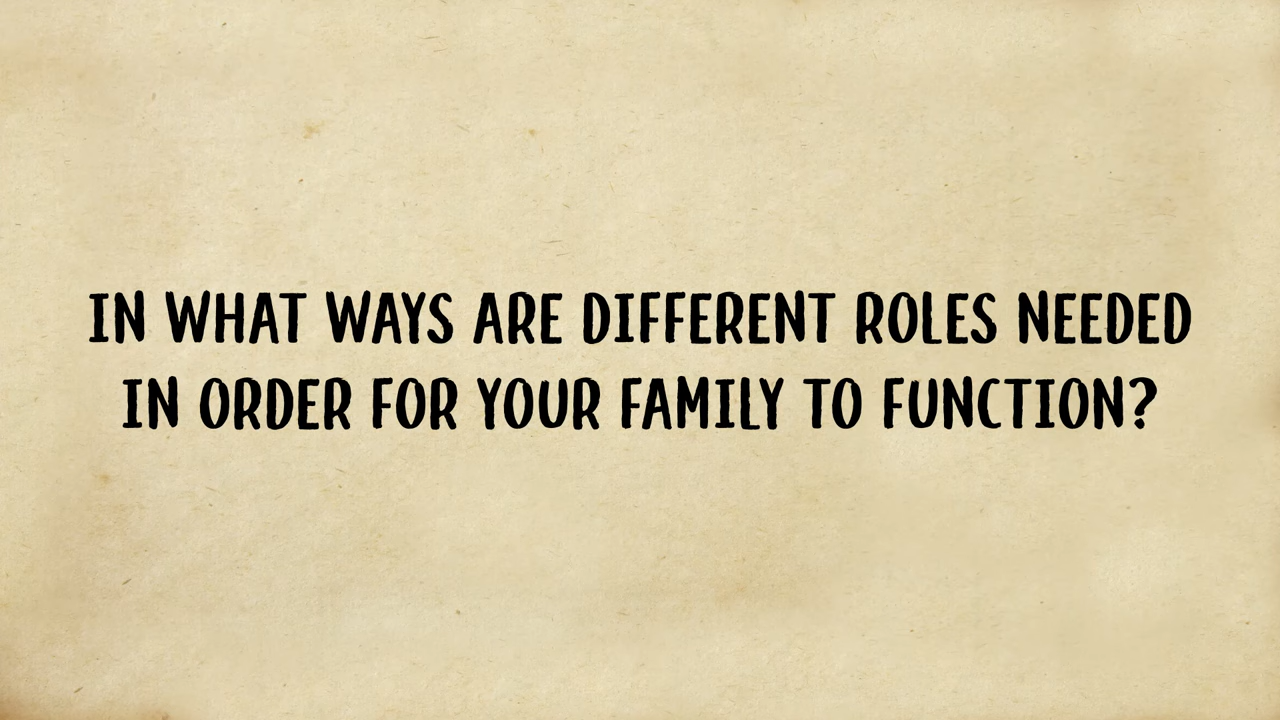 IN WHAT WAYS ARE DIFFERENT ROLES NEEDED
IN ORDER FOR YOUR FAMILY TO FUNCTION?